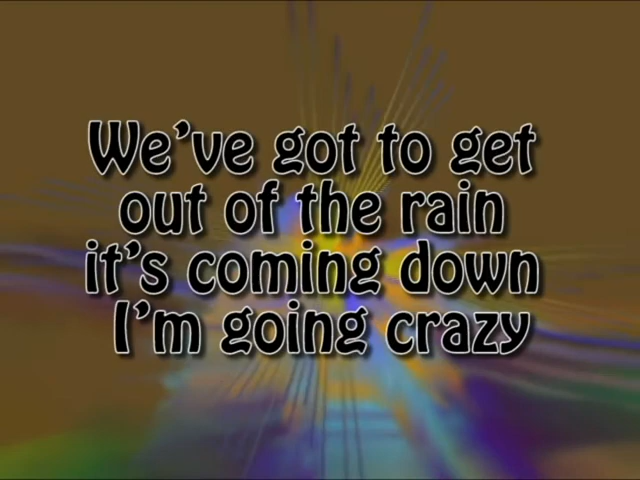 We've got to get
out of the rain
it's coming down
I'm going crazy